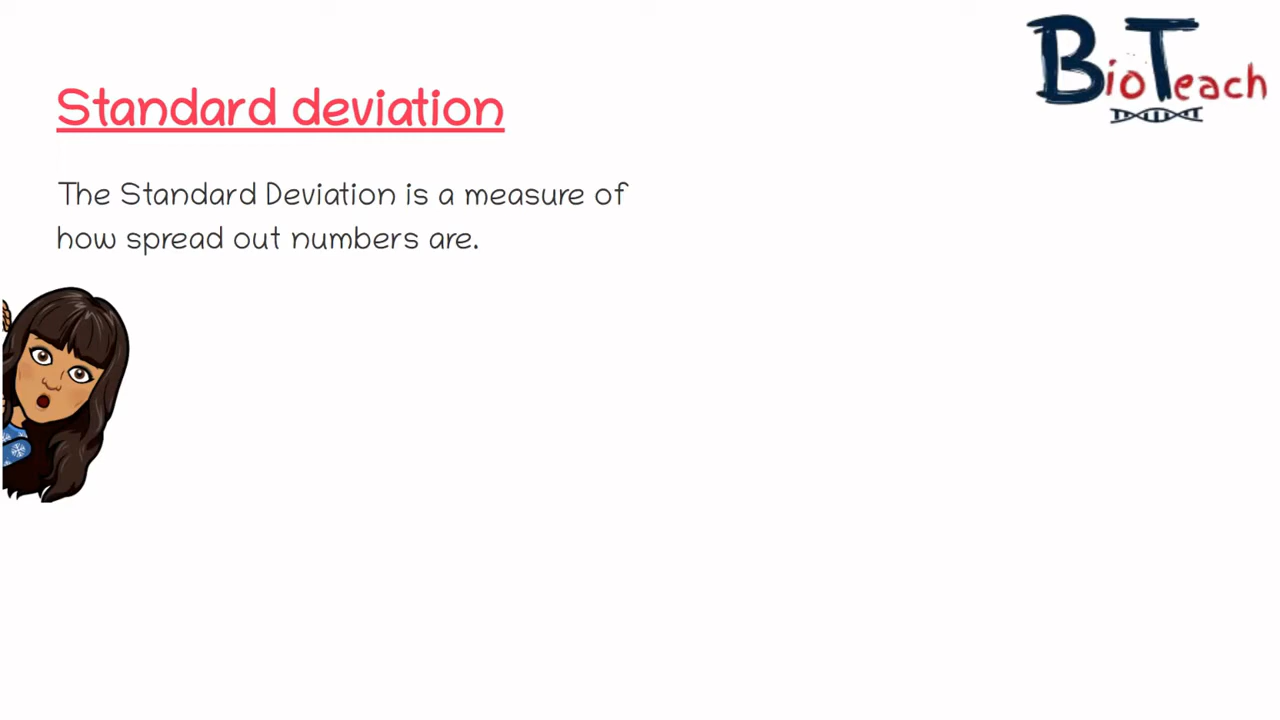 BioTeach
Standard deviation
The Standard Deviation is a measure of
how spread out numbers are.